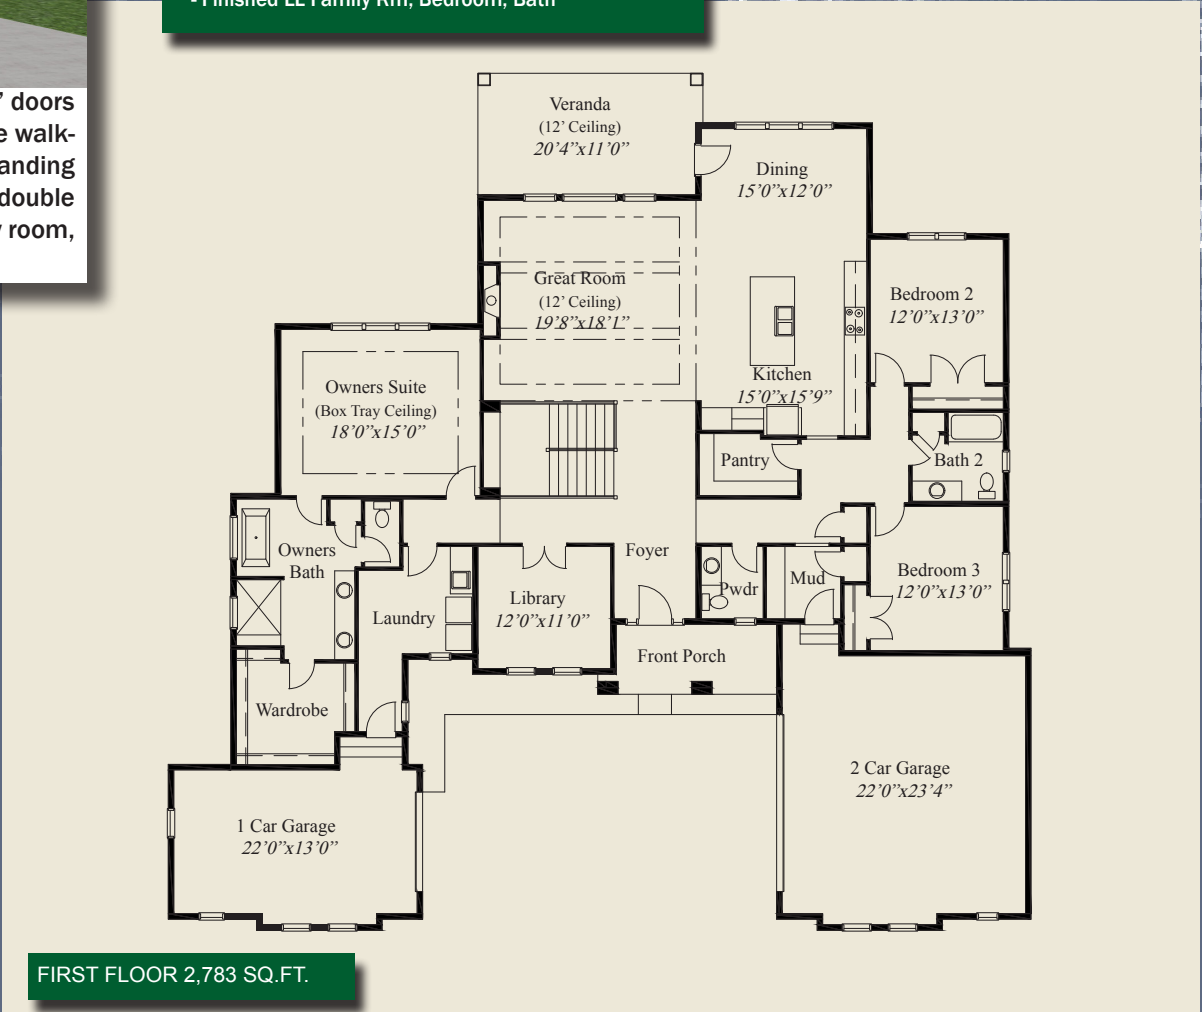 - Finished LL Family Rm, Bedroom, Bath
’ doors
e walk-
anding
double
room,
Veranda
(12’ Ceiling)
20’4”x11’0”
Dining
15’0”x12’0”
Great Room
(12’ Ceiling)
19’8”x18’1”
Bedroom 2
12’0”x13’0”
Kitchen
15’0”x15’9”
Owners Suite
(Box Tray Ceiling)
18’0”x15’0”
Pantry
Bath 2
Owners
Bath
Foyer
Library
12’0”x11’0”
Laundry
Pwdr
Mud
Bedroom 3
12’0”x13’0”
Front Porch
Wardrobe
2 Car Garage
22’0”x23’4”
1 Car Garage
22’0”x13’0”
FIRST FLOOR 2,783 SQ.FT.